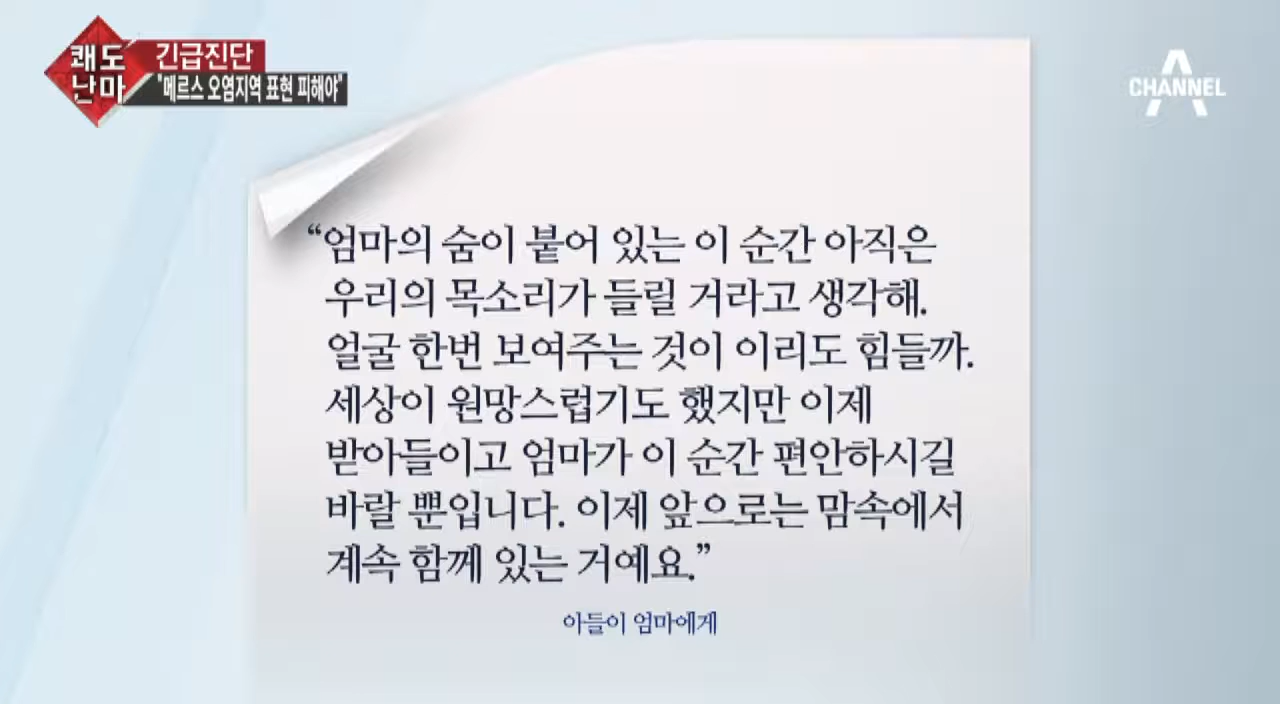 쾌도
난마
긴급진단
"메르스 오염지역 표현 피해야"
CHANNEL A
“엄마의 숨이 붙어 있는 이 순간 아직은
우리의 목소리가 들릴 거라고 생각해.
얼굴 한번 보여주는 것이 이리도 힘들까.
세상이 원망스럽기도 했지만 이제
받아들이고 엄마가 이 순간 편안하시길
바랄 뿐입니다. 이제 앞으로는 맘속에서
계속 함께 있는 거예요.”
아들이 엄마에게